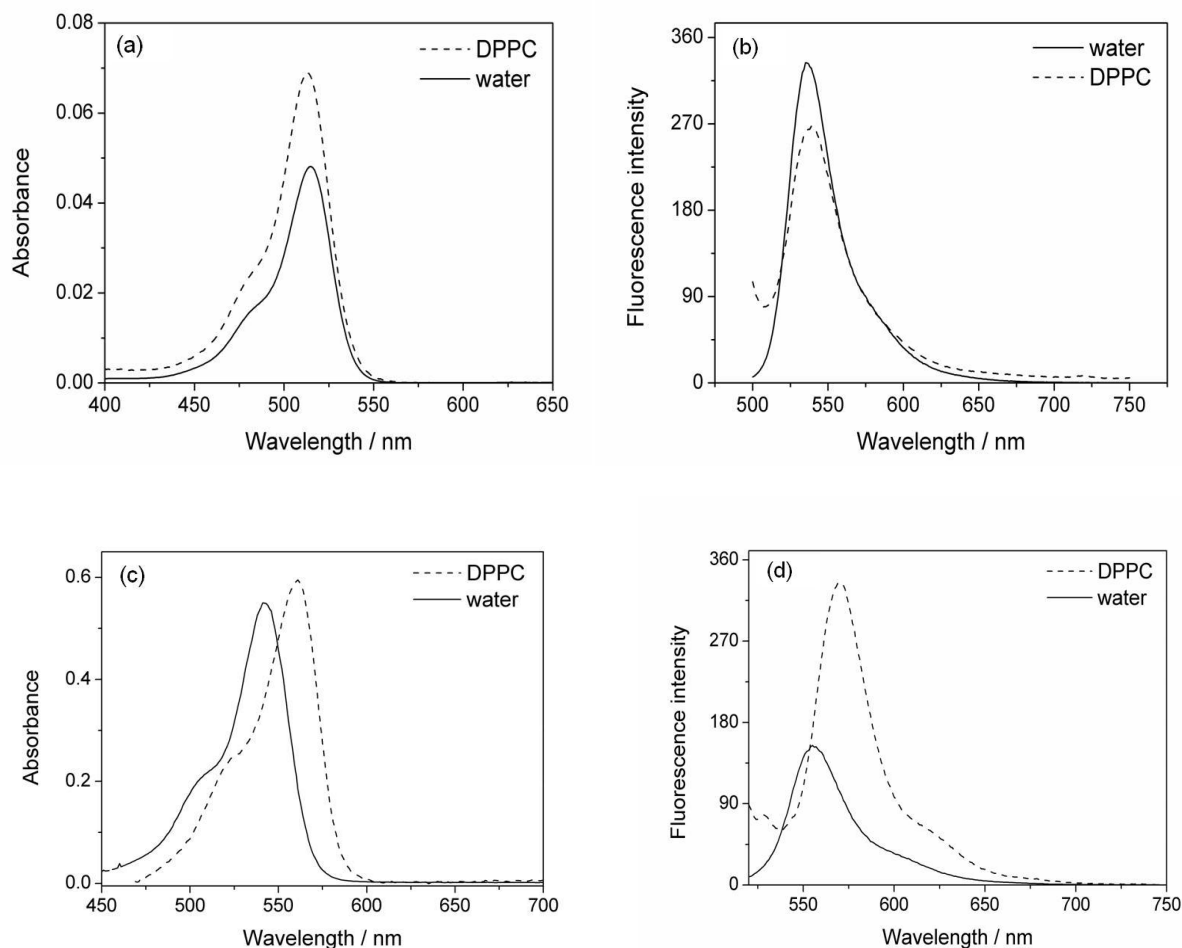 (a)
DPPC
water
0.08
0.06
0.04
0.02
0.00
Absorbance
400 450 500 550 600 650
Wavelength / nm
(b)
water
DPPC
360
270
180
90
0
Fluorescence intensity
500 550 600 650 700 750
Wavelength / nm
(c)
DPPC
water
0.6
0.4
0.2
0.0
Absorbance
450 500 550 600 650 700
Wavelength / nm
(d)
DPPC
water
360
270
180
90
0
Fluorescence intensity
550 600 650 700 750
Wavelength / nm